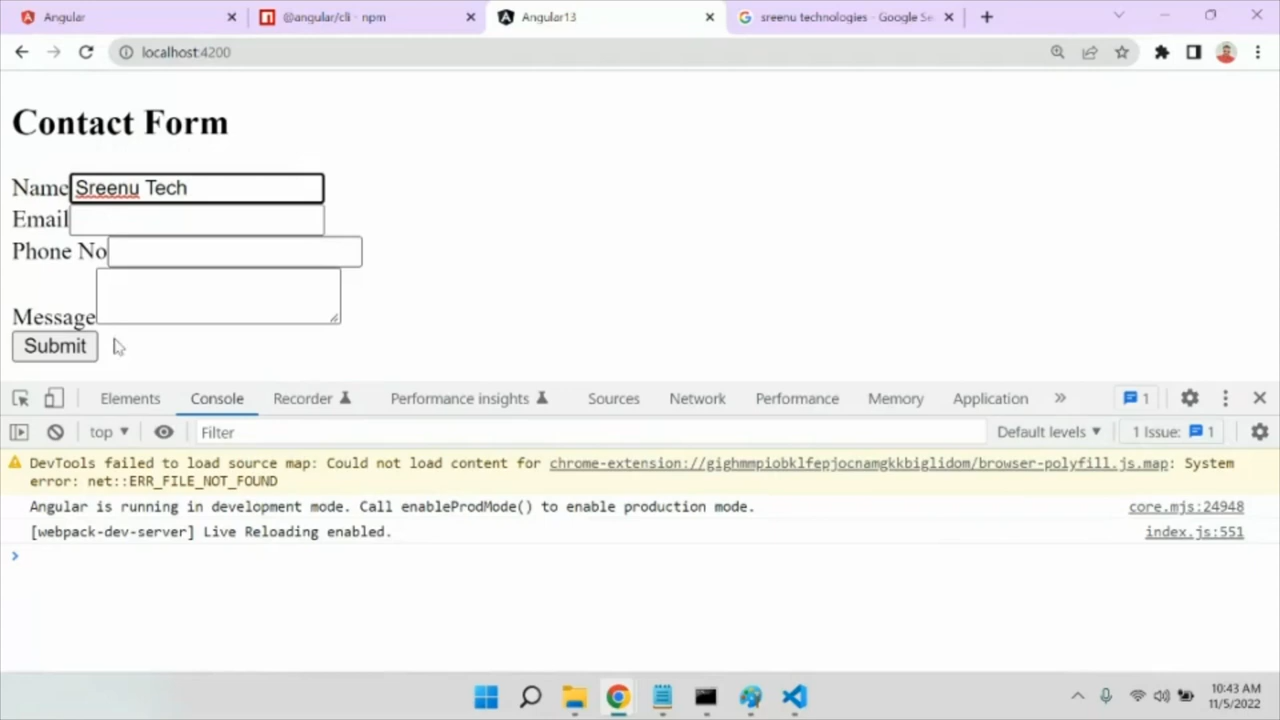 Angular
@angular/cli - npm
Angular13
sreenu technologies - Google Se
localhost:4200
Contact Form
Name Sreenu Tech
Email
Phone No
Message
Submit
Elements Console Recorder Performance insights Sources Network Performance Memory Application » 1
top Filter Default levels 1 Issue: 1
DevTools failed to load source map: Could not load content for chrome-extension://gighmmpiobklfepjocnamgkkbiglidom/browser-polyfill.js.map: System
error: net::ERR_FILE_NOT_FOUND
Angular is running in development mode. Call enableProdMode() to enable production mode. core.mjs:24948
[webpack-dev-server] Live Reloading enabled. index.js:551
10:43 AM
11/5/2022